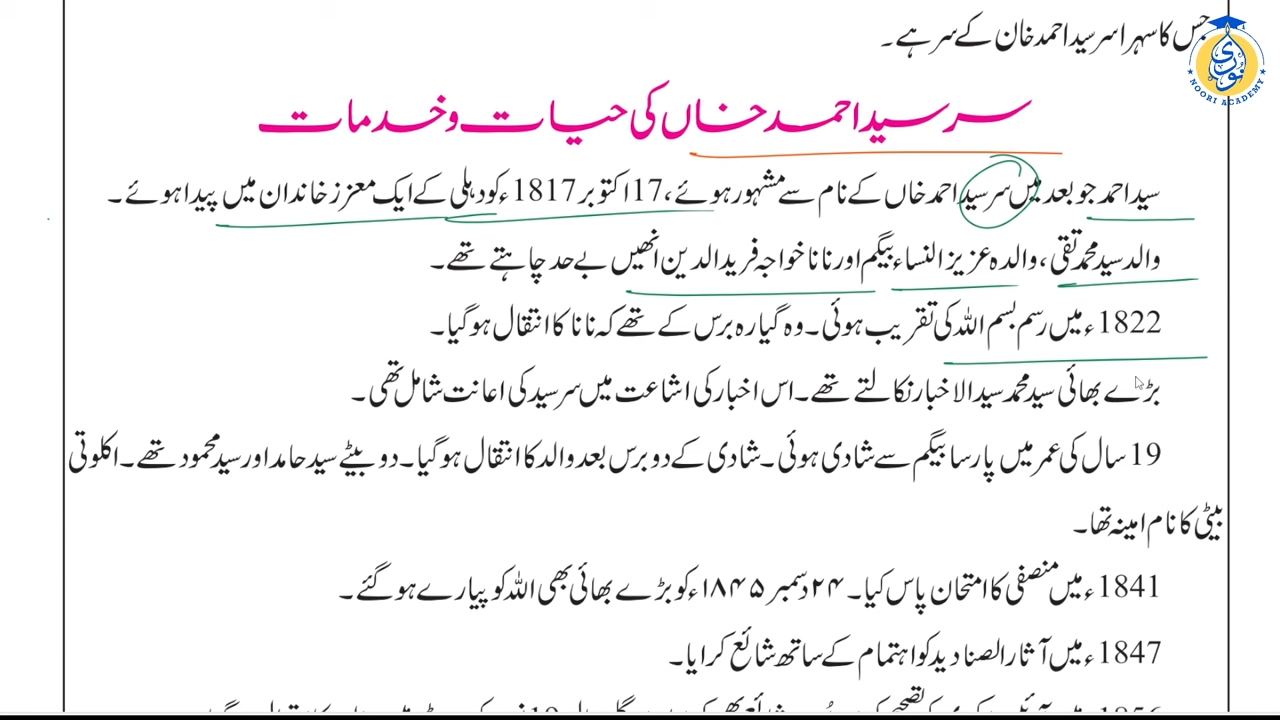 جس کا سہرا سر سید احمد خان کے سر ہے۔
نوری
NOORI ACADEMY
سر سید احمد خاں کی حیات و خدمات
سید احمد جو بعد میں سر سید احمد خاں کے نام سے مشہور ہوئے، 17 اکتوبر 1817ء کو دہلی کے ایک معزز خاندان میں پیدا ہوئے۔
والد سید محمد تقی، والدہ عزیز النساء بیگم اور نانا خواجہ فرید الدین انھیں بے حد چاہتے تھے۔
1822ء میں رسم بسم اللہ کی تقریب ہوئی۔ وہ گیارہ برس کے تھے کہ نانا کا انتقال ہو گیا۔
بڑے بھائی سید محمد سید الاخبار نکالتے تھے۔ اس اخبار کی اشاعت میں سر سید کی اعانت شامل تھی۔
19 سال کی عمر میں پارسا بیگم سے شادی ہوئی۔ شادی کے دو برس بعد والد کا انتقال ہو گیا۔ دو بیٹے سید حامد اور سید محمود تھے۔ اکلوتی
بیٹی کا نام امینہ تھا۔
1841ء میں منصفی کا امتحان پاس کیا۔ ۲۴ دسمبر ۱۸۴۵ء کو بڑے بھائی بھی اللہ کو پیارے ہو گئے۔
1847ء میں آثار الصنادید کو اہتمام کے ساتھ شائع کرایا۔